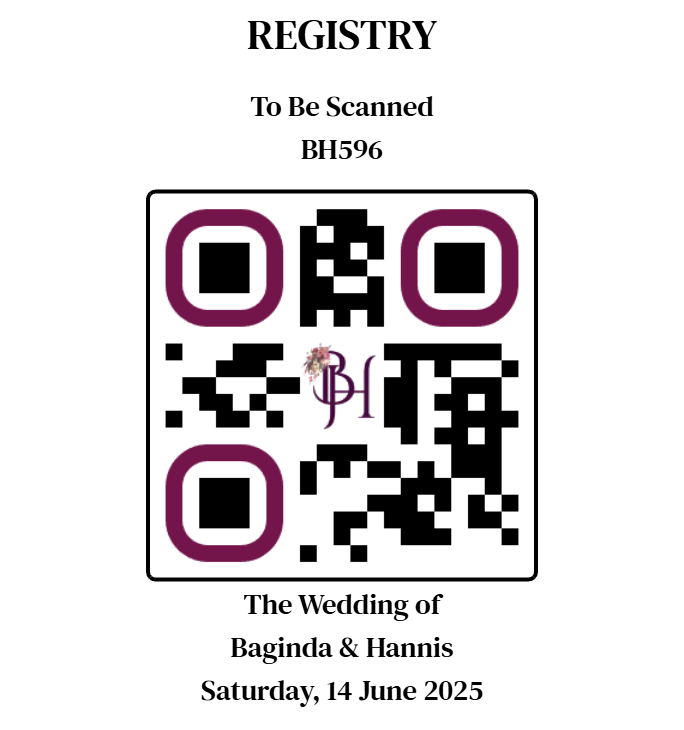 REGISTRY
To Be Scanned
BH596
BH
The Wedding of
Baginda & Hannis
Saturday, 14 June 2025